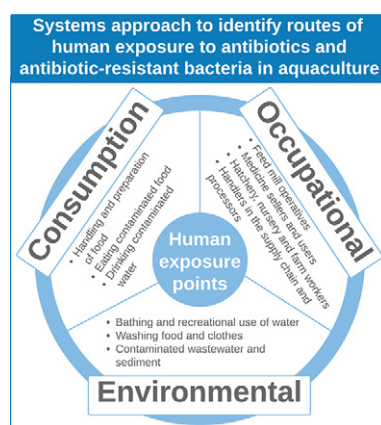 Systems approach to identify routes of
human exposure to antibiotics and
antibiotic-resistant bacteria in aquaculture
Consumption
• Handling and preparation
of food
• Eating contaminated food
• Drinking contaminated
water
Occupational
• Feed mill operatives
• Medicine sellers and users
• Hatchery, nursery and farm workers
• Handlers in the supply chain and
processors
Human
exposure
points
• Bathing and recreational use of water
• Washing food and clothes
• Contaminated wastewater and
sediment
Environmental